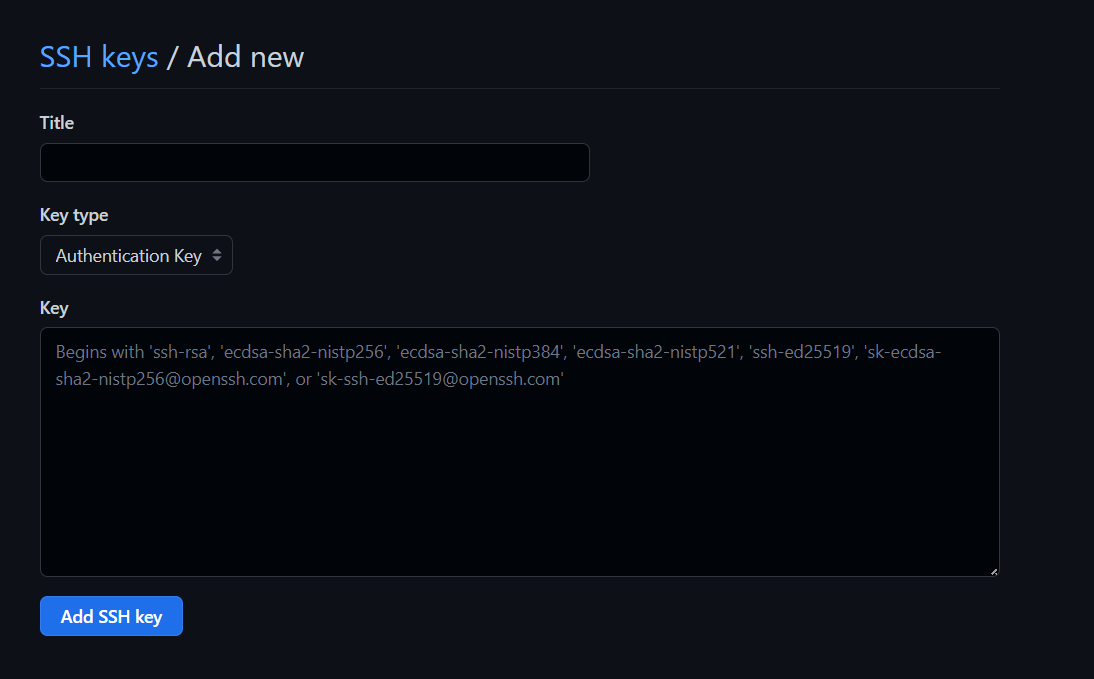 SSH keys / Add new
Title
Key type
Authentication Key
Key
Begins with 'ssh-rsa', 'ecdsa-sha2-nistp256', 'ecdsa-sha2-nistp384', 'ecdsa-sha2-nistp521', 'ssh-ed25519', 'sk-ecdsa-
sha2-nistp256@openssh.com', or 'sk-ssh-ed25519@openssh.com'
Add SSH key